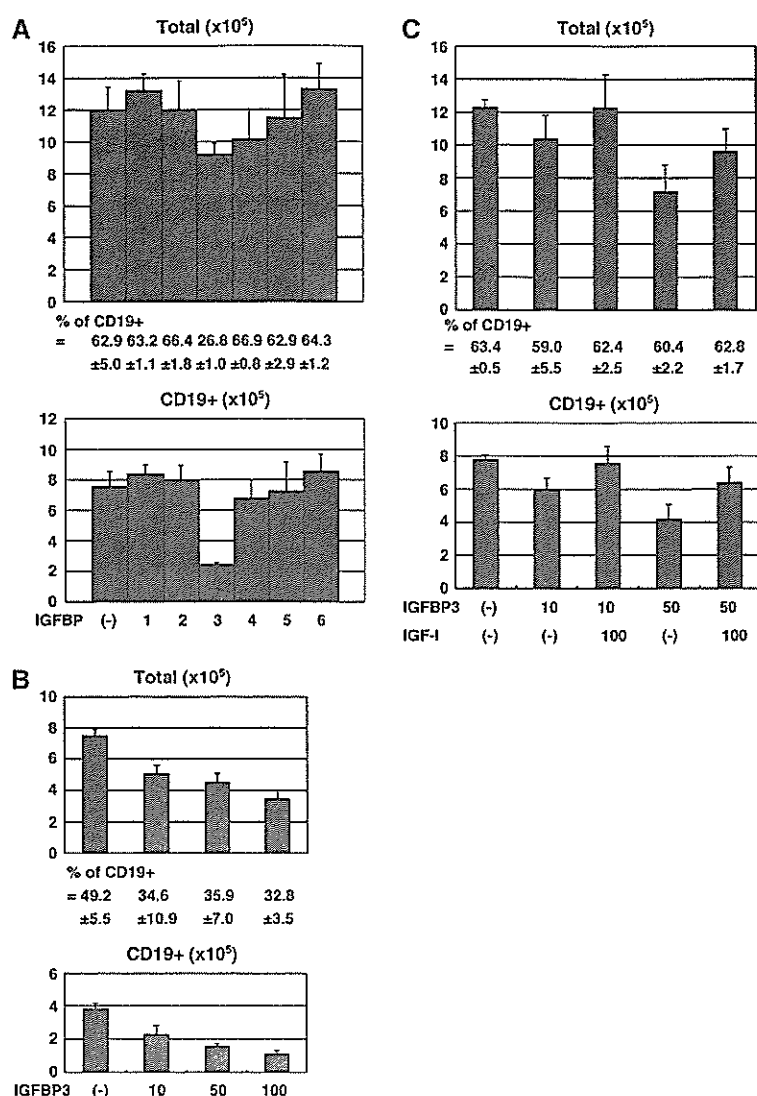 A
Total (x10⁵)
16
14
12
10
8
6
4
2
0
% of CD19+
= 62.9 63.2 66.4 26.8 66.9 62.9 64.3
±5.0 ±1.1 ±1.8 ±1.0 ±0.8 ±2.9 ±1.2
CD19+ (x10⁵)
12
10
8
6
4
2
0
IGFBP (-) 1 2 3 4 5 6
B
Total (x10⁵)
10
8
6
4
2
0
% of CD19+
= 49.2 34.6 35.9 32.8
±5.5 ±10.9 ±7.0 ±3.5
CD19+ (x10⁵)
6
4
2
0
IGFBP3 (-) 10 50 100
C
Total (x10⁵)
16
14
12
10
8
6
4
2
0
% of CD19+
= 63.4 59.0 62.4 60.4 62.8
±0.5 ±5.5 ±2.5 ±2.2 ±1.7
CD19+ (x10⁵)
10
8
6
4
2
0
IGFBP3 (-) 10 10 50 50
IGF-I (-) (-) 100 (-) 100